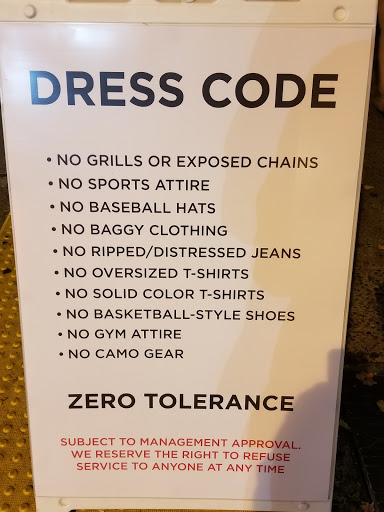 DRESS CODE
• NO GRILLS OR EXPOSED CHAINS
• NO SPORTS ATTIRE
• NO BASEBALL HATS
• NO BAGGY CLOTHING
• NO RIPPED/DISTRESSED JEANS
• NO OVERSIZED T-SHIRTS
• NO SOLID COLOR T-SHIRTS
• NO BASKETBALL-STYLE SHOES
• NO GYM ATTIRE
• NO CAMO GEAR
ZERO TOLERANCE
SUBJECT TO MANAGEMENT APPROVAL.
WE RESERVE THE RIGHT TO REFUSE
SERVICE TO ANYONE AT ANY TIME